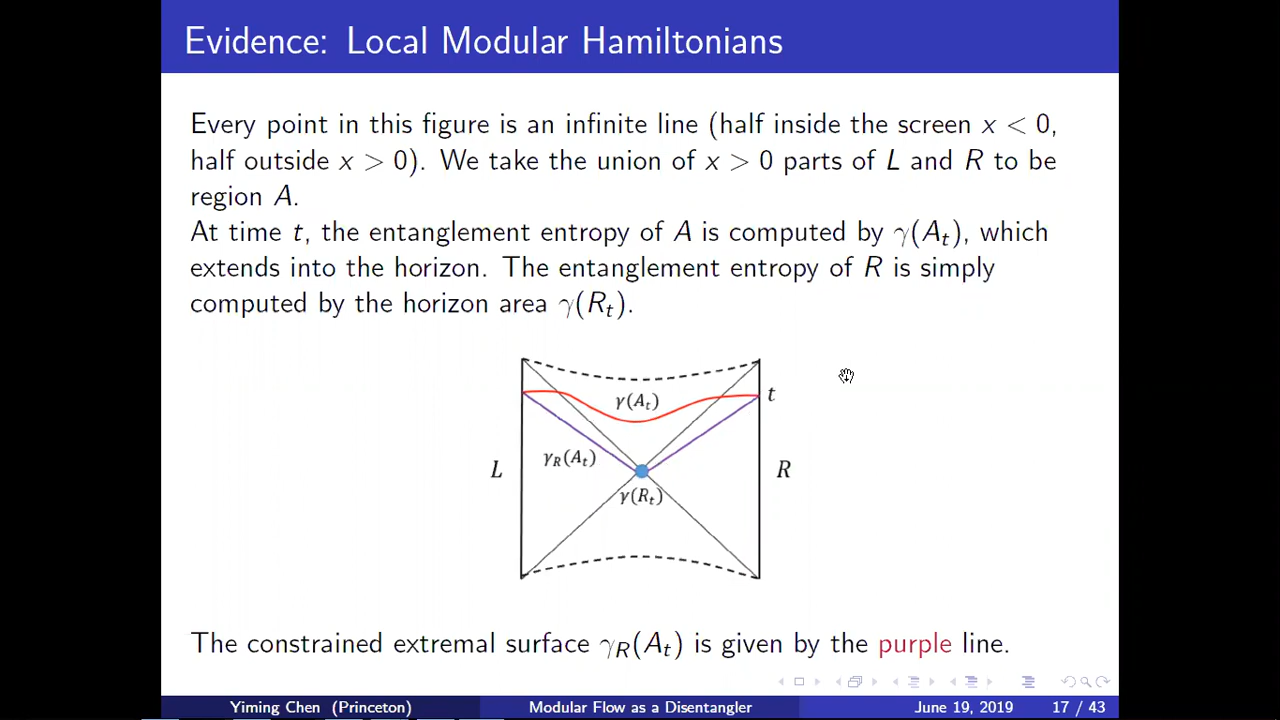 Evidence: Local Modular Hamiltonians
Every point in this figure is an infinite line (half inside the screen x < 0,
half outside x > 0). We take the union of x > 0 parts of L and R to be
region A.
At time t, the entanglement entropy of A is computed by γ(A_t), which
extends into the horizon. The entanglement entropy of R is simply
computed by the horizon area γ(R_t).
γ(A_t)
t
γ_R(A_t)
L
R
γ(R_t)
The constrained extremal surface γ_R(A_t) is given by the purple line.
Yiming Chen (Princeton)
Modular Flow as a Disentangler
June 19, 2019
17 / 43